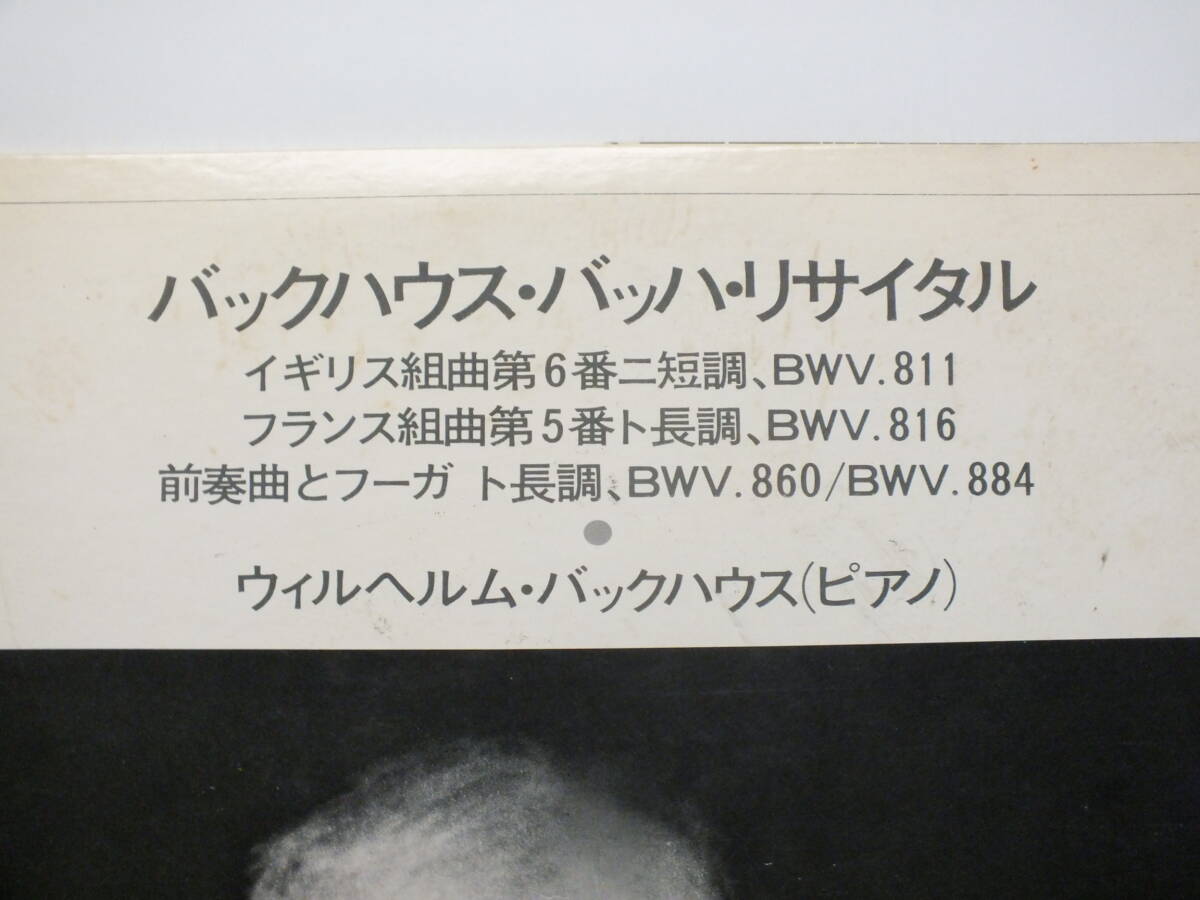 バックハウス・バッハ・リサイタル
イギリス組曲第6番ニ短調、BWV.811
フランス組曲第5番ト長調、BWV.816
前奏曲とフーガ ト長調、BWV.860/BWV.884
ウィルヘルム・バックハウス(ピアノ)